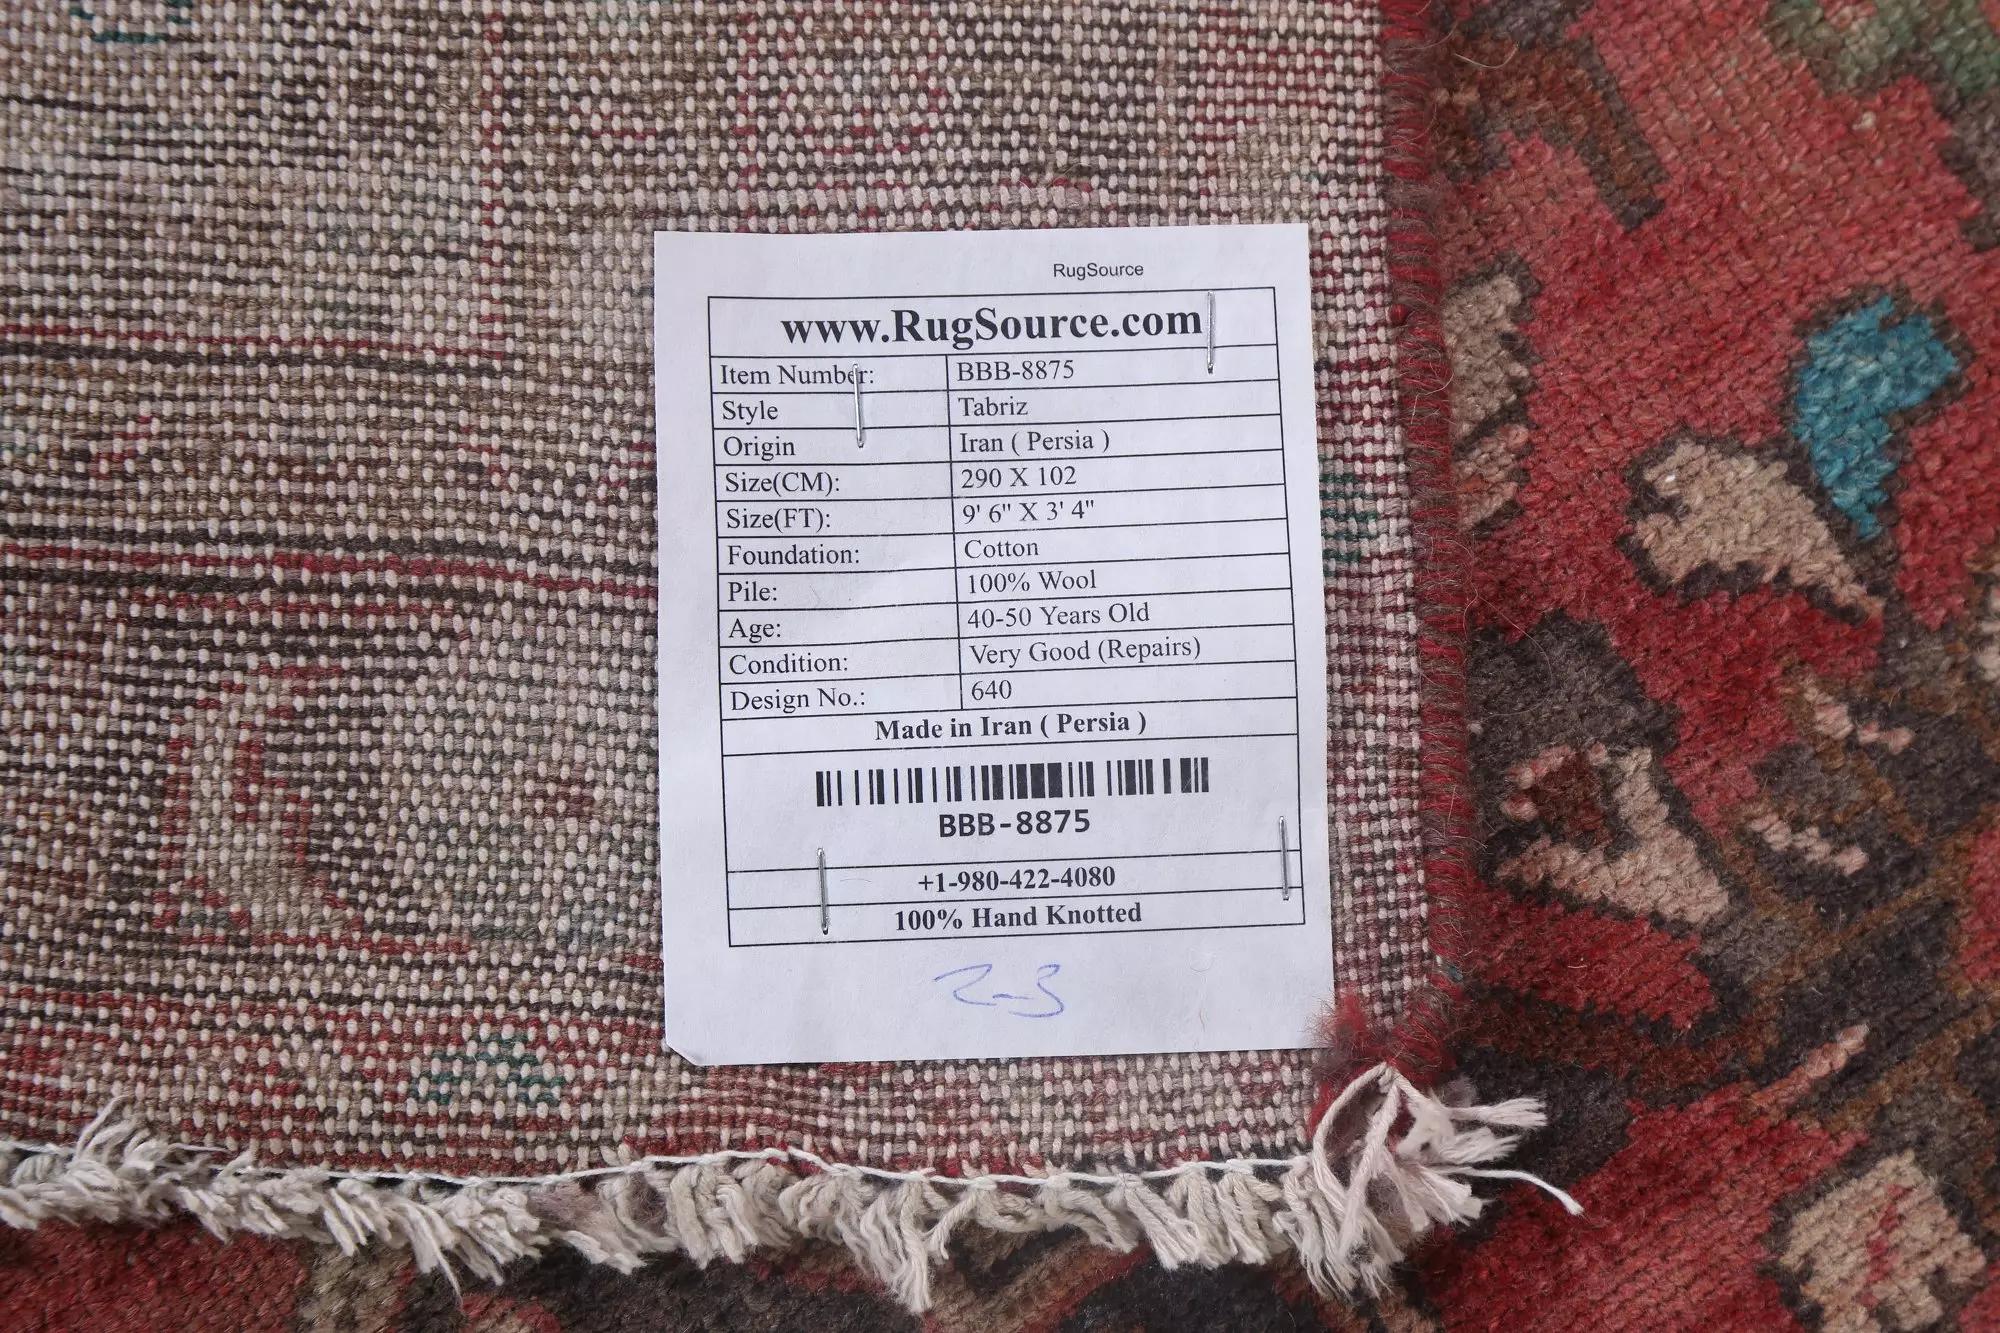 RugSource
www.RugSource.com
Item Number: BBB-8875
Style Tabriz
Origin Iran ( Persia )
Size(CM): 290 X 102
Size(FT): 9' 6" X 3' 4"
Foundation: Cotton
Pile: 100% Wool
Age: 40-50 Years Old
Condition: Very Good (Repairs)
Design No.: 640
Made in Iran ( Persia )
BBB-8875
+1-980-422-4080
100% Hand Knotted